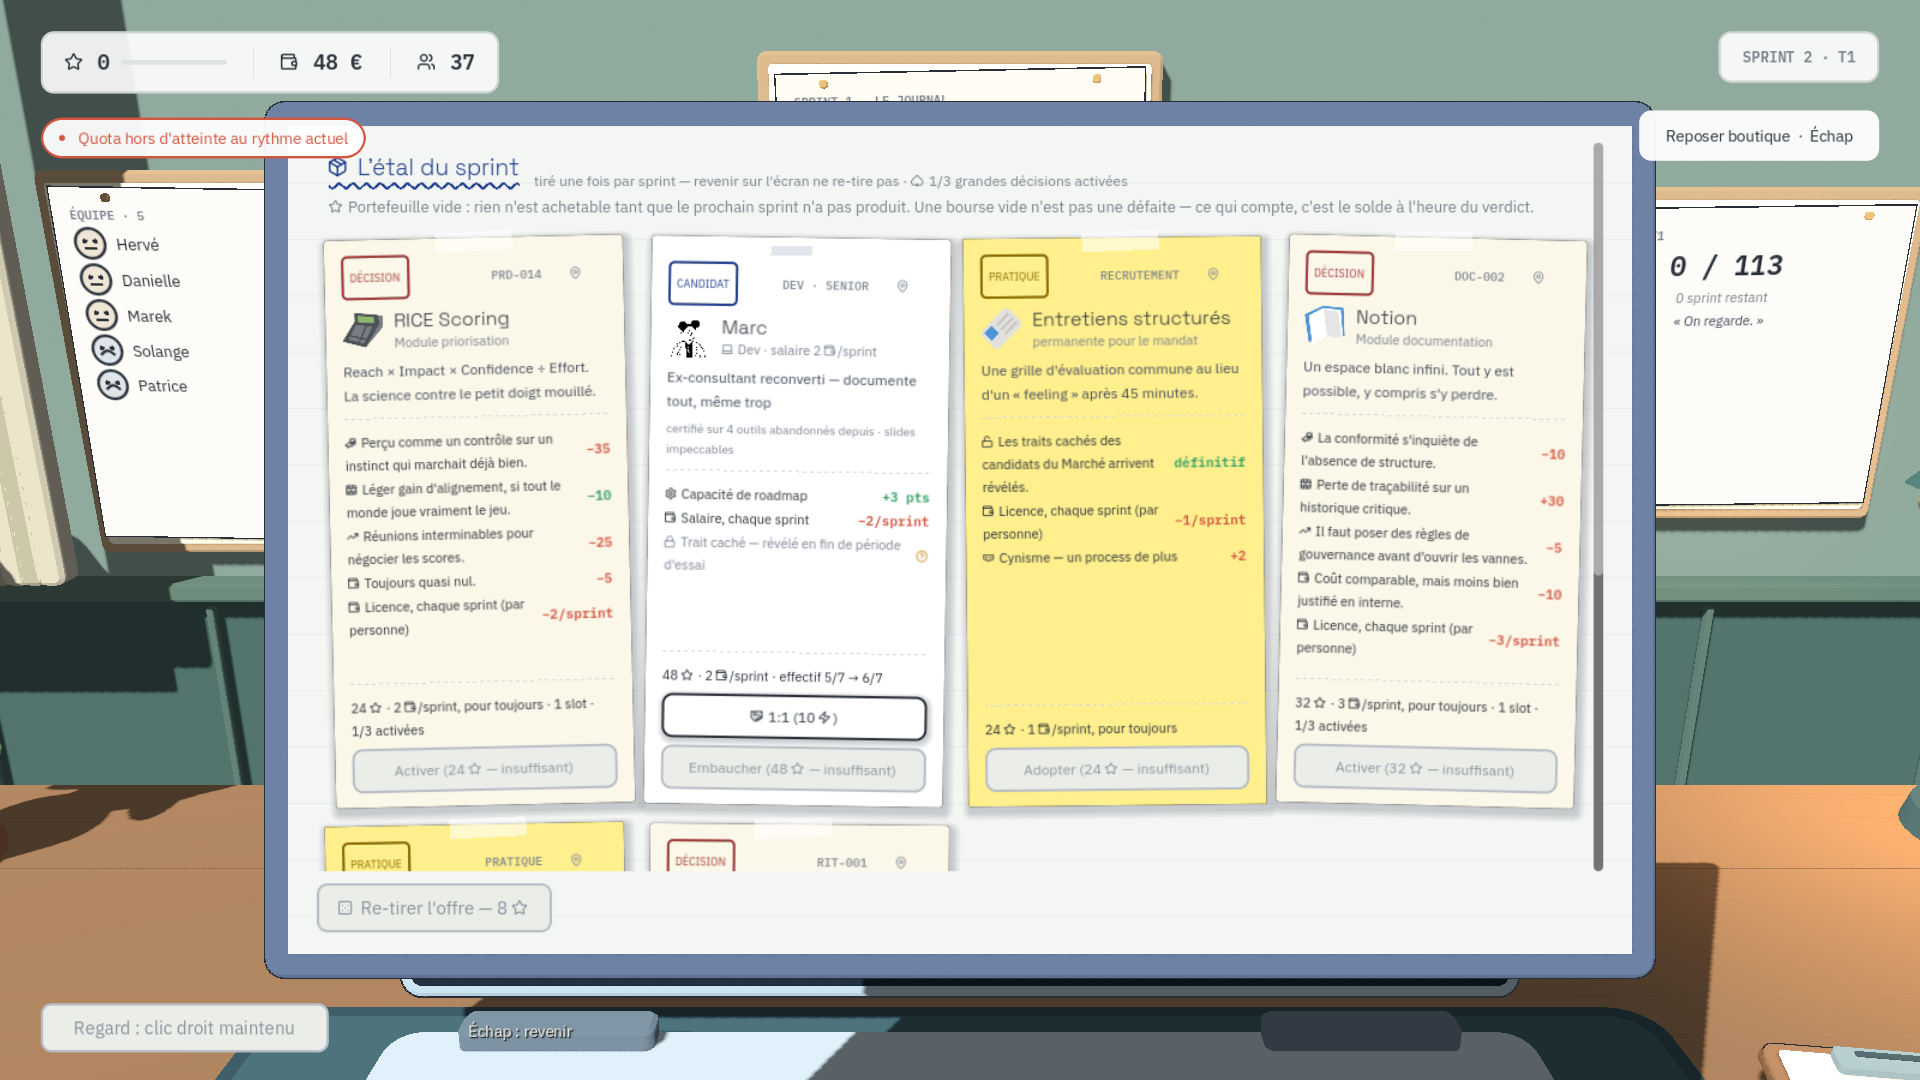 0
48 €
37
SPRINT 2 · T1
Quota hors d'atteinte au rythme actuel
Reposer boutique · Échap
SPRINT 1 LE JOURNAL
L'étal du sprint
tiré une fois par sprint — revenir sur l'écran ne re-tire pas · 1/3 grandes décisions activées
Portefeuille vide : rien n'est achetable tant que le prochain sprint n'a pas produit. Une bourse vide n'est pas une défaite — ce qui compte, c'est le solde à l'heure du verdict.
ÉQUIPE · 5
Hervé
Danielle
Marek
Solange
Patrice
DÉCISION
PRD-014
RICE Scoring
Module priorisation
Reach × Impact × Confidence ÷ Effort.
La science contre le petit doigt mouillé.
Perçu comme un contrôle sur un
instinct qui marchait déjà bien.
−35
Léger gain d'alignement, si tout le
monde joue vraiment le jeu.
−10
Réunions interminables pour
négocier les scores.
−25
Toujours quasi nul.
−5
Licence, chaque sprint (par
personne)
−2/sprint
24 · 2/sprint, pour toujours · 1 slot ·
1/3 activées
Activer (24 — insuffisant)
CANDIDAT
DEV · SENIOR
Marc
Dev · salaire 2/sprint
Ex-consultant reconverti — documente
tout, même trop
certifié sur 4 outils abandonnés depuis · slides
impeccables
Capacité de roadmap
+3 pts
Salaire, chaque sprint
−2/sprint
Trait caché — révélé en fin de période
d'essai
48 · 2/sprint · effectif 5/7 → 6/7
1:1 (10)
Embaucher (48 — insuffisant)
PRATIQUE
RECRUTEMENT
Entretiens structurés
permanente pour le mandat
Une grille d'évaluation commune au lieu
d'un « feeling » après 45 minutes.
Les traits cachés des
candidats du Marché arrivent
révélés.
définitif
Licence, chaque sprint (par
personne)
−1/sprint
Cynisme — un process de plus
+2
24 · 1/sprint, pour toujours
Adopter (24 — insuffisant)
DÉCISION
DOC-002
Notion
Module documentation
Un espace blanc infini. Tout y est
possible, y compris s'y perdre.
La conformité s'inquiète de
l'absence de structure.
−10
Perte de traçabilité sur un
historique critique.
+30
Il faut poser des règles de
gouvernance avant d'ouvrir les vannes.
−5
Coût comparable, mais moins bien
justifié en interne.
−10
Licence, chaque sprint (par
personne)
−3/sprint
32 · 3/sprint, pour toujours · 1 slot ·
1/3 activées
Activer (32 — insuffisant)
0 / 113
0 sprint restant
« On regarde. »
PRATIQUE
PRATIQUE
DÉCISION
RIT-001
Re-tirer l'offre — 8
Regard : clic droit maintenu
Échap : revenir